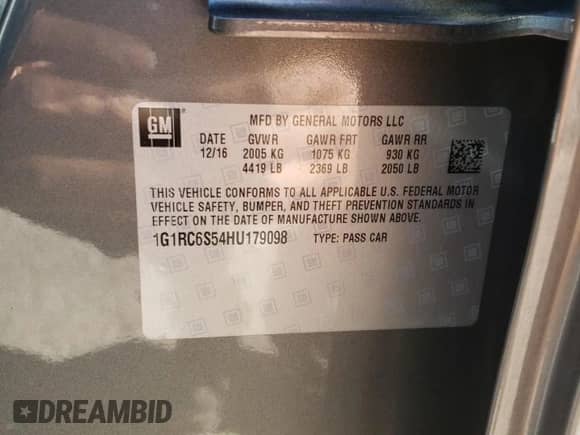 GM
MFD BY GENERAL MOTORS LLC
DATE GVWR GAWR FRT GAWR RR
12/16 2005 KG 1075 KG 930 KG
4419 LB 2369 LB 2050 LB
THIS VEHICLE CONFORMS TO ALL APPLICABLE U.S. FEDERAL MOTOR
VEHICLE SAFETY, BUMPER, AND THEFT PREVENTION STANDARDS IN
EFFECT ON THE DATE OF MANUFACTURE SHOWN ABOVE.
1G1RC6S54HU179098 TYPE: PASS CAR
DREAMBID